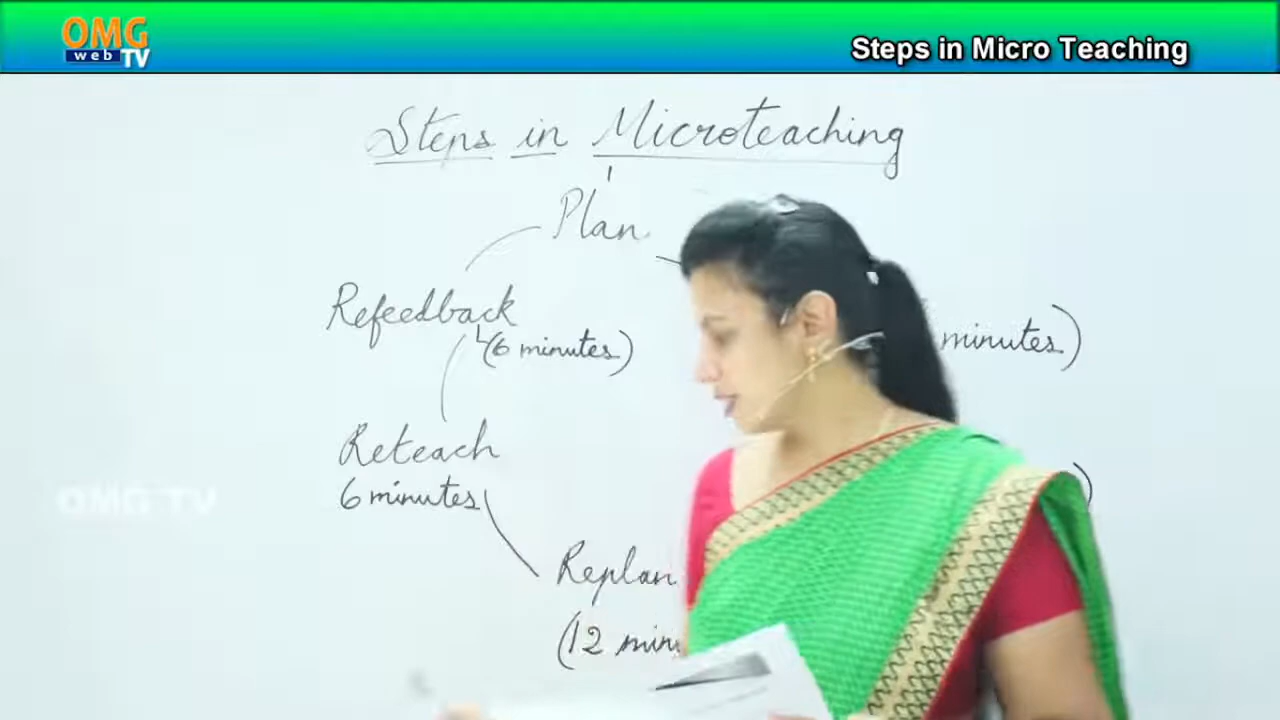 OMG
web TV
Steps in Micro Teaching
Steps in Microteaching
Plan
Refeedback
(6 minutes)
minutes)
Reteach
6 minutes
Replan
(12
OMG TV